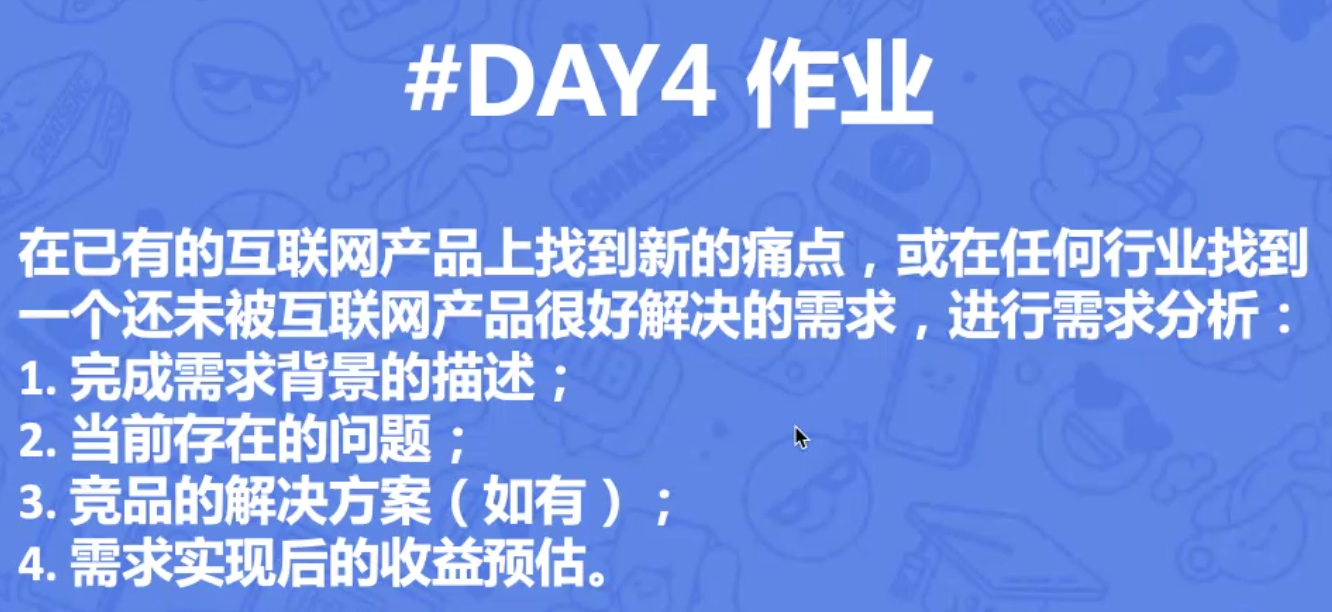 #DAY4 作业
在已有的互联网产品上找到新的痛点，或在任何行业找到
一个还未被互联网产品很好解决的需求，进行需求分析：
1. 完成需求背景的描述；
2. 当前存在的问题；
3. 竞品的解决方案（如有）；
4. 需求实现后的收益预估。